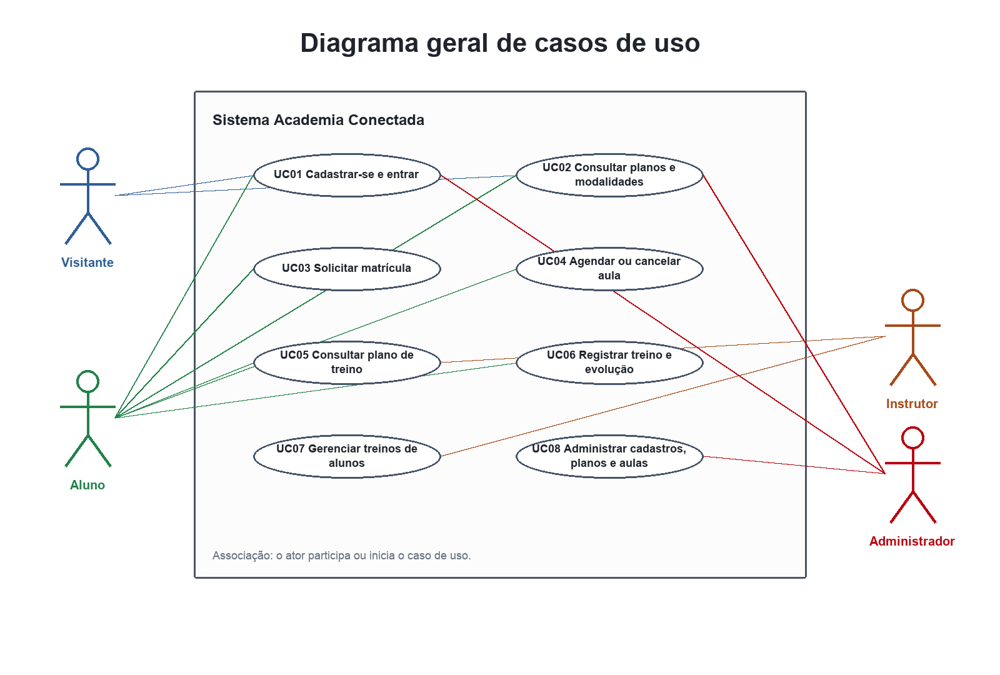 Diagrama geral de casos de uso
Sistema Academia Conectada
UC01 Cadastrar-se e entrar
UC02 Consultar planos e
modalidades
Visitante
UC03 Solicitar matrícula
UC04 Agendar ou cancelar
aula
UC05 Consultar plano de
treino
UC06 Registrar treino e
evolução
Instrutor
UC07 Gerenciar treinos de
alunos
UC08 Administrar cadastros,
planos e aulas
Aluno
Administrador
Associação: o ator participa ou inicia o caso de uso.